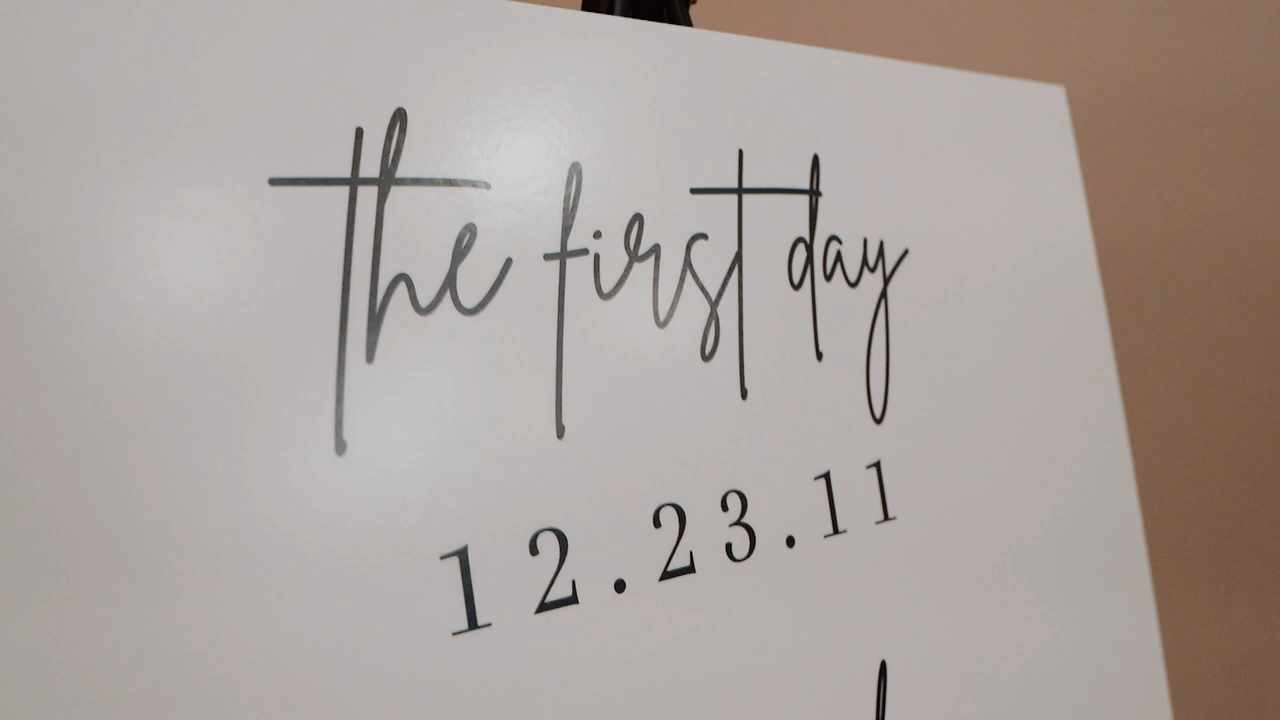 the first day
12.23.11